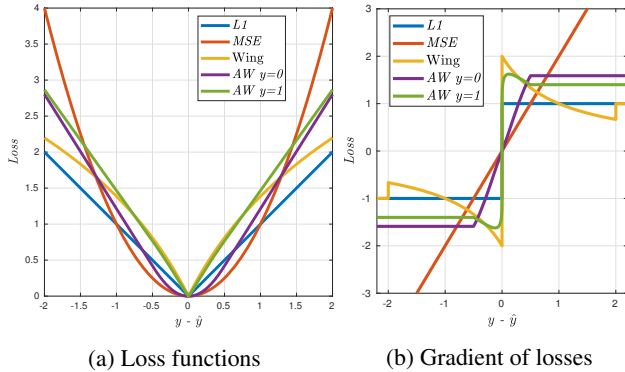 4
3.5
3
2.5
2
1.5
1
0.5
0
-2
-1.5
-1
-0.5
0
0.5
1
1.5
2
Loss
y - ŷ
L1
MSE
Wing
AW y=0
AW y=1
(a) Loss functions
3
2
1
0
-1
-2
-3
-2
-1
0
1
2
Loss
y - ŷ
L1
MSE
Wing
AW y=0
AW y=1
(b) Gradient of losses